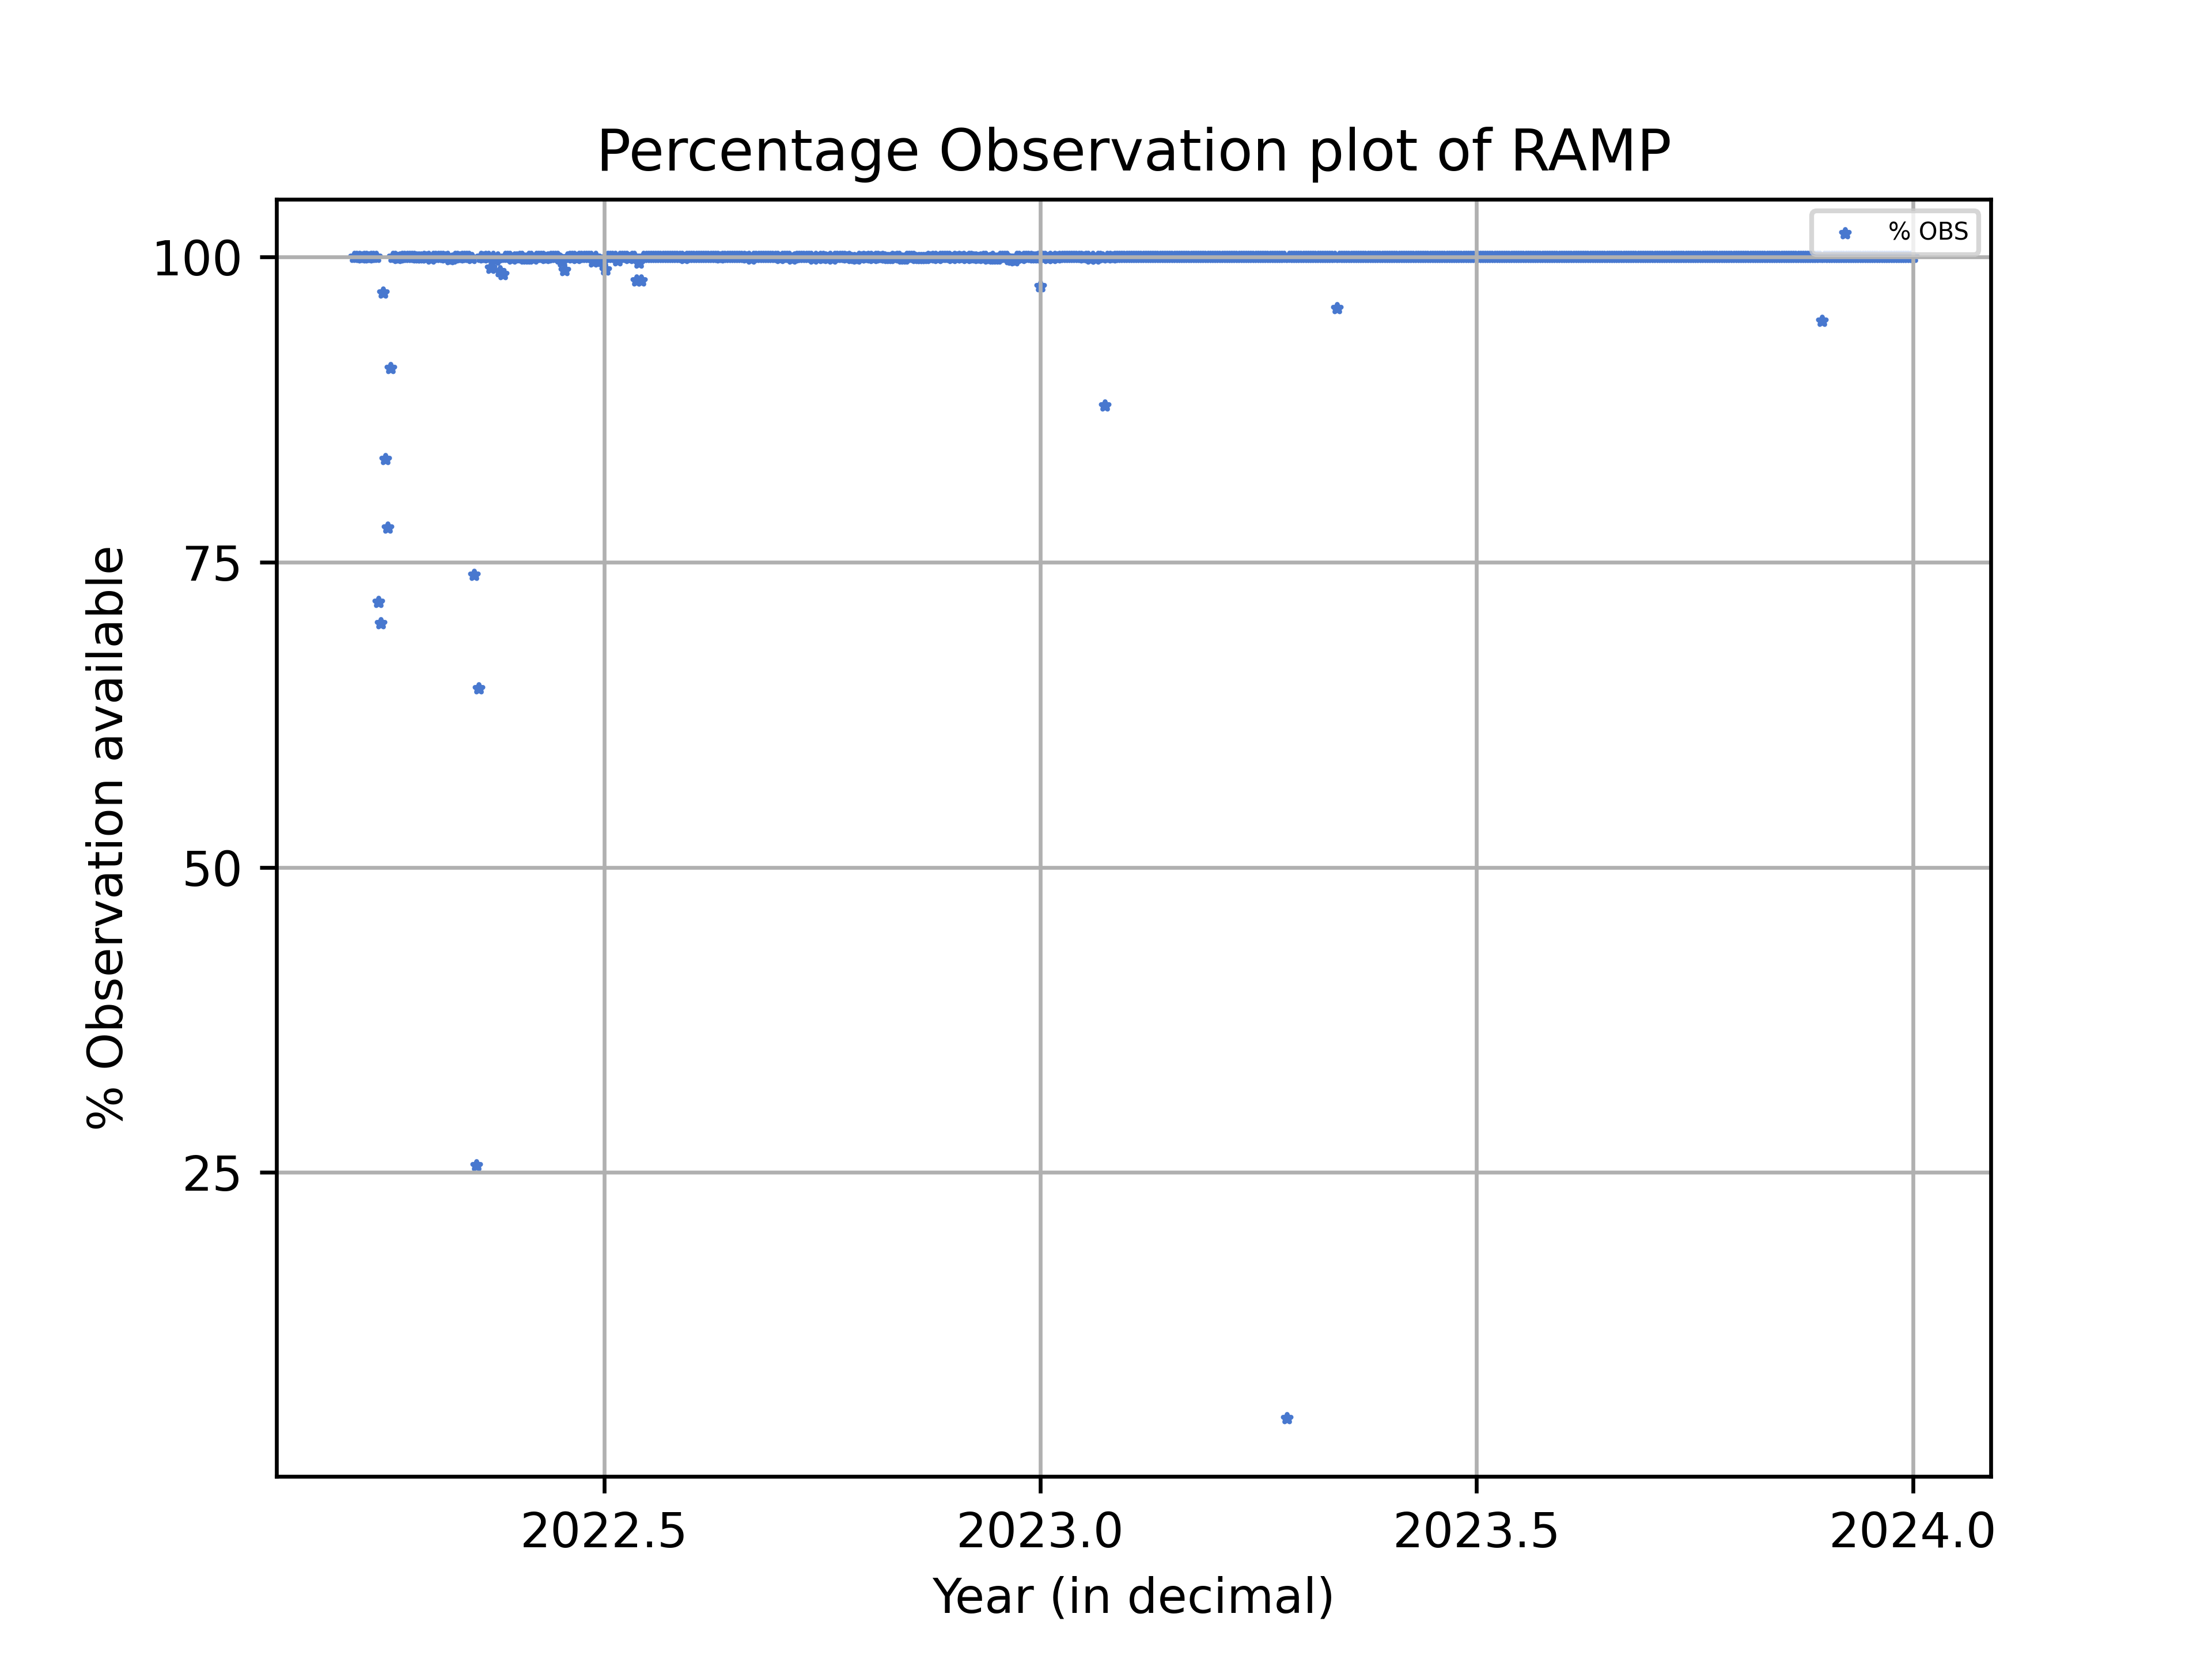 Percentage Observation plot of RAMP
% OBS
100
75
50
25
% Observation available
2022.5 2023.0 2023.5 2024.0
Year (in decimal)